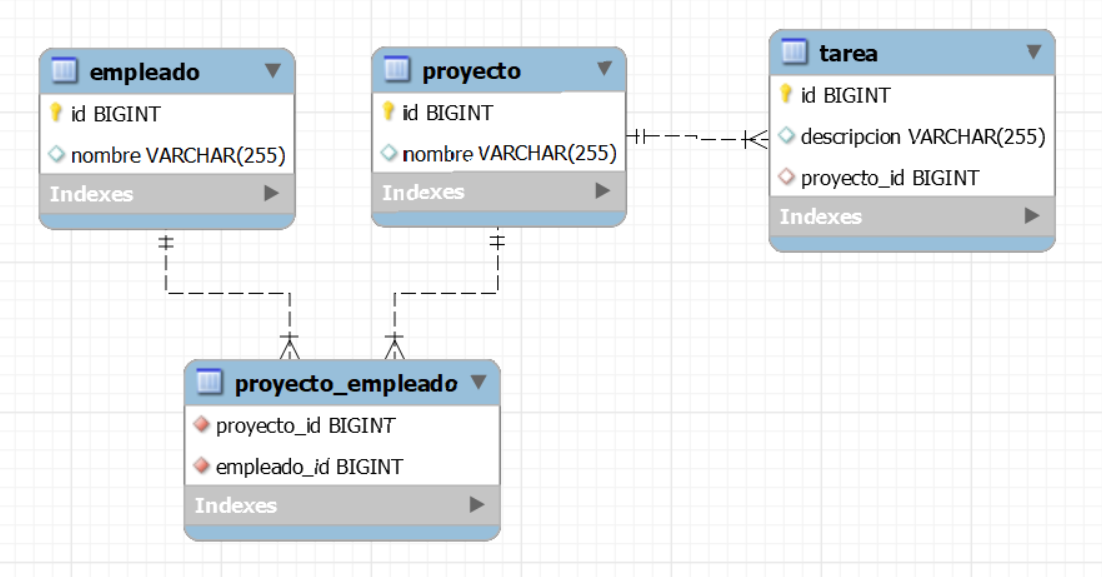 empleado
id BIGINT
nombre VARCHAR(255)
Indexes
proyecto
id BIGINT
nombre VARCHAR(255)
Indexes
tarea
id BIGINT
descripcion VARCHAR(255)
proyecto_id BIGINT
Indexes
proyecto_empleado
proyecto_id BIGINT
empleado_id BIGINT
Indexes